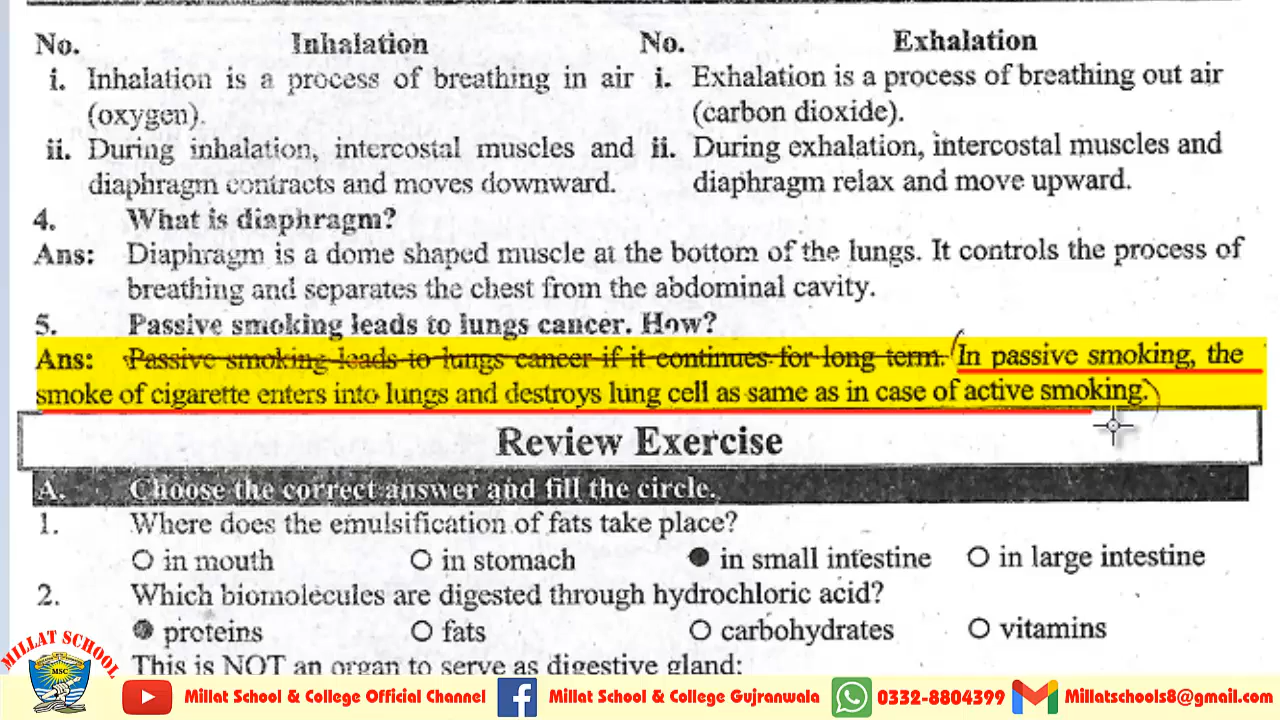 No. Inhalation No. Exhalation
i. Inhalation is a process of breathing in air i. Exhalation is a process of breathing out air
(oxygen). (carbon dioxide).
ii. During inhalation, intercostal muscles and ii. During exhalation, intercostal muscles and
diaphragm contracts and moves downward. diaphragm relax and move upward.
4. What is diaphragm?
Ans: Diaphragm is a dome shaped muscle at the bottom of the lungs. It controls the process of
breathing and separates the chest from the abdominal cavity.
5. Passive smoking leads to lungs cancer. How?
Ans: Passive smoking leads to lungs cancer if it continues for long term. (In passive smoking, the
smoke of cigarette enters into lungs and destroys lung cell as same as in case of active smoking.)
Review Exercise
A. Choose the correct answer and fill the circle.
1. Where does the emulsification of fats take place?
in mouth in stomach in small intestine in large intestine
2. Which biomolecules are digested through hydrochloric acid?
proteins fats carbohydrates vitamins
This is NOT an organ to serve as digestive gland:
MILLAT SCHOOL
MSC
Millat School & College Official Channel Millat School & College Gujranwala 0332-8804399 Millatschools8@gmail.com